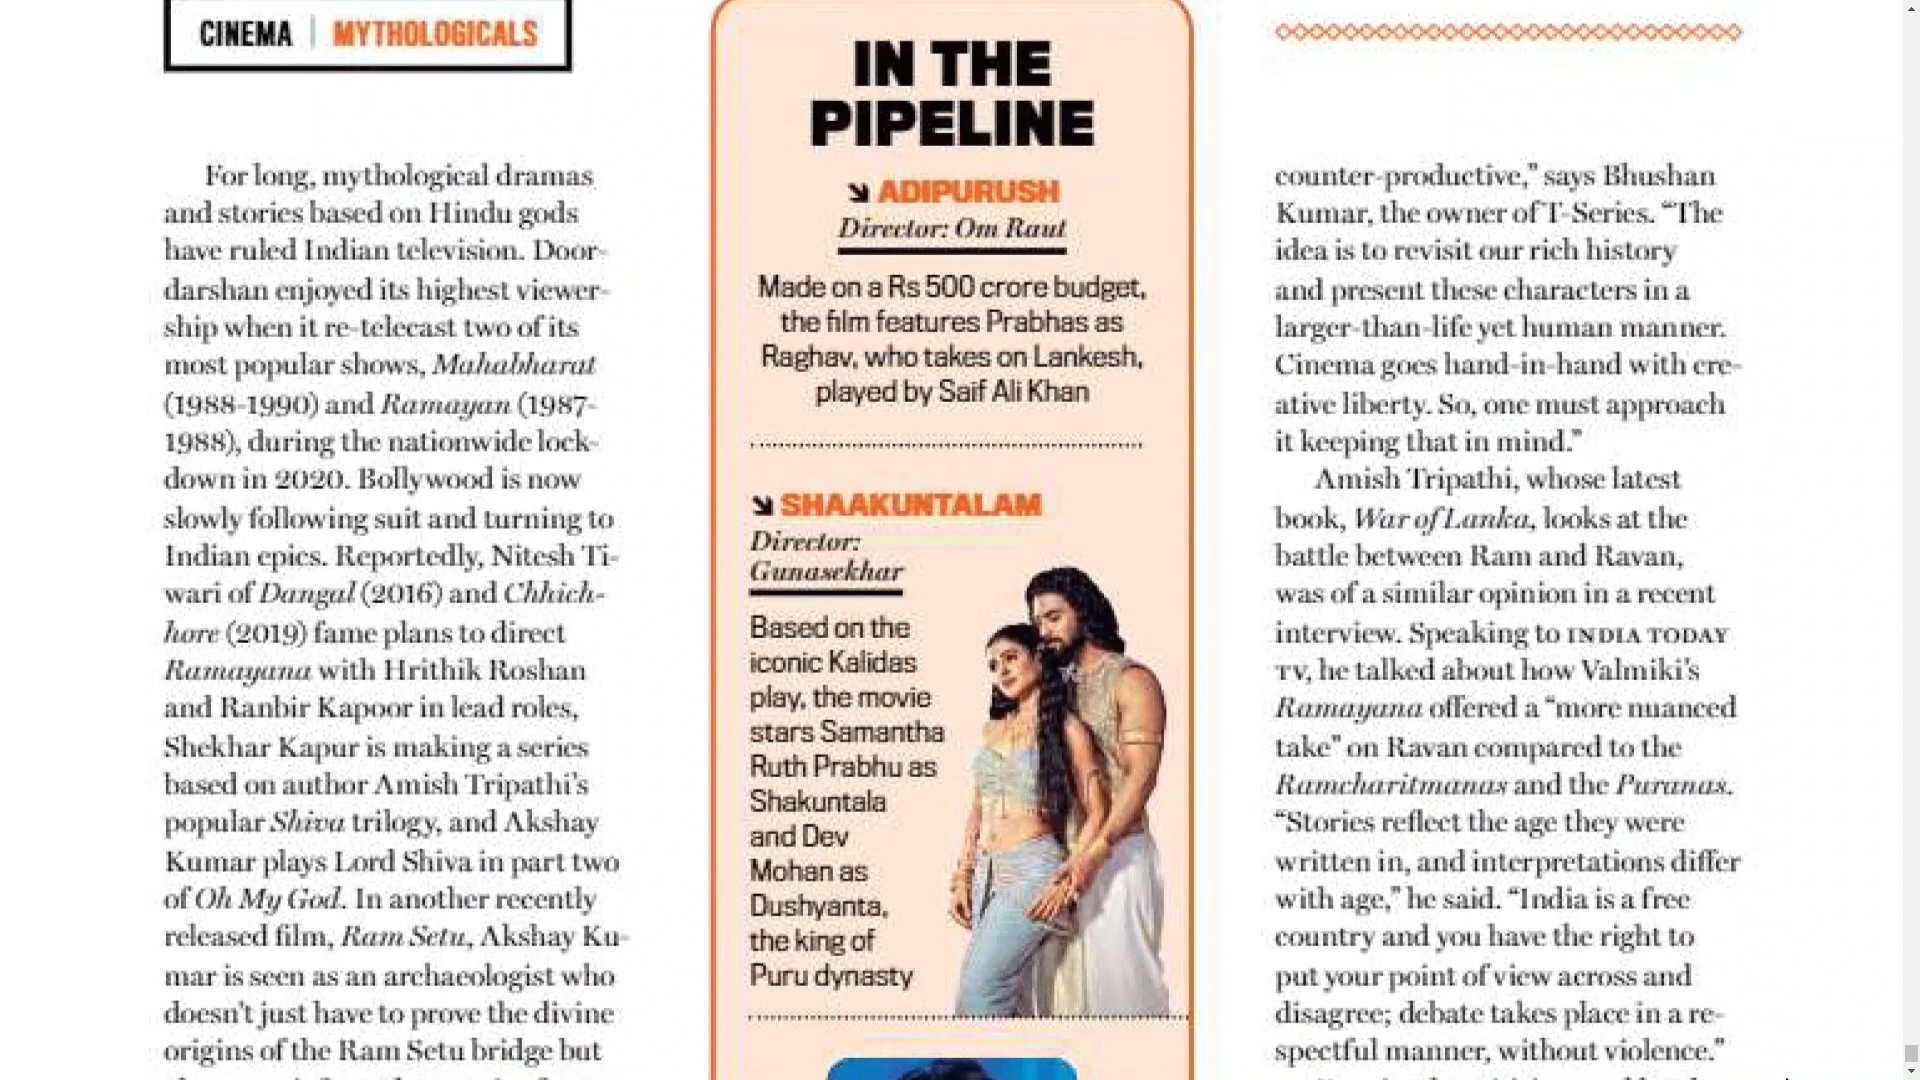 CINEMA | MYTHOLOGICALS
For long, mythological dramas
and stories based on Hindu gods
have ruled Indian television. Door-
darshan enjoyed its highest viewer-
ship when it re-telecast two of its
most popular shows, Mahabharat
(1988-1990) and Ramayan (1987-
1988), during the nationwide lock-
down in 2020. Bollywood is now
slowly following suit and turning to
Indian epics. Reportedly, Nitesh Ti-
wari of Dangal (2016) and Chhich-
hore (2019) fame plans to direct
Ramayana with Hrithik Roshan
and Ranbir Kapoor in lead roles,
Shekhar Kapur is making a series
based on author Amish Tripathi's
popular Shiva trilogy, and Akshay
Kumar plays Lord Shiva in part two
of Oh My God. In another recently
released film, Ram Setu, Akshay Ku-
mar is seen as an archaeologist who
doesn't just have to prove the divine
origins of the Ram Setu bridge but
IN THE
PIPELINE
ADIPURUSH
Director: Om Raut
Made on a Rs 500 crore budget,
the film features Prabhas as
Raghav, who takes on Lankesh,
played by Saif Ali Khan
SHAAKUNTALAM
Director:
Gunasekhar
Based on the
iconic Kalidas
play, the movie
stars Samantha
Ruth Prabhu as
Shakuntala
and Dev
Mohan as
Dushyanta,
the king of
Puru dynasty
counter-productive,” says Bhushan
Kumar, the owner of T-Series. “The
idea is to revisit our rich history
and present these characters in a
larger-than-life yet human manner.
Cinema goes hand-in-hand with cre-
ative liberty. So, one must approach
it keeping that in mind.”
Amish Tripathi, whose latest
book, War of Lanka, looks at the
battle between Ram and Ravan,
was of a similar opinion in a recent
interview. Speaking to INDIA TODAY
TV, he talked about how Valmiki's
Ramayana offered a “more nuanced
take” on Ravan compared to the
Ramcharitmanas and the Puranas.
“Stories reflect the age they were
written in, and interpretations differ
with age,” he said. “India is a free
country and you have the right to
put your point of view across and
disagree; debate takes place in a re-
spectful manner, without violence.”